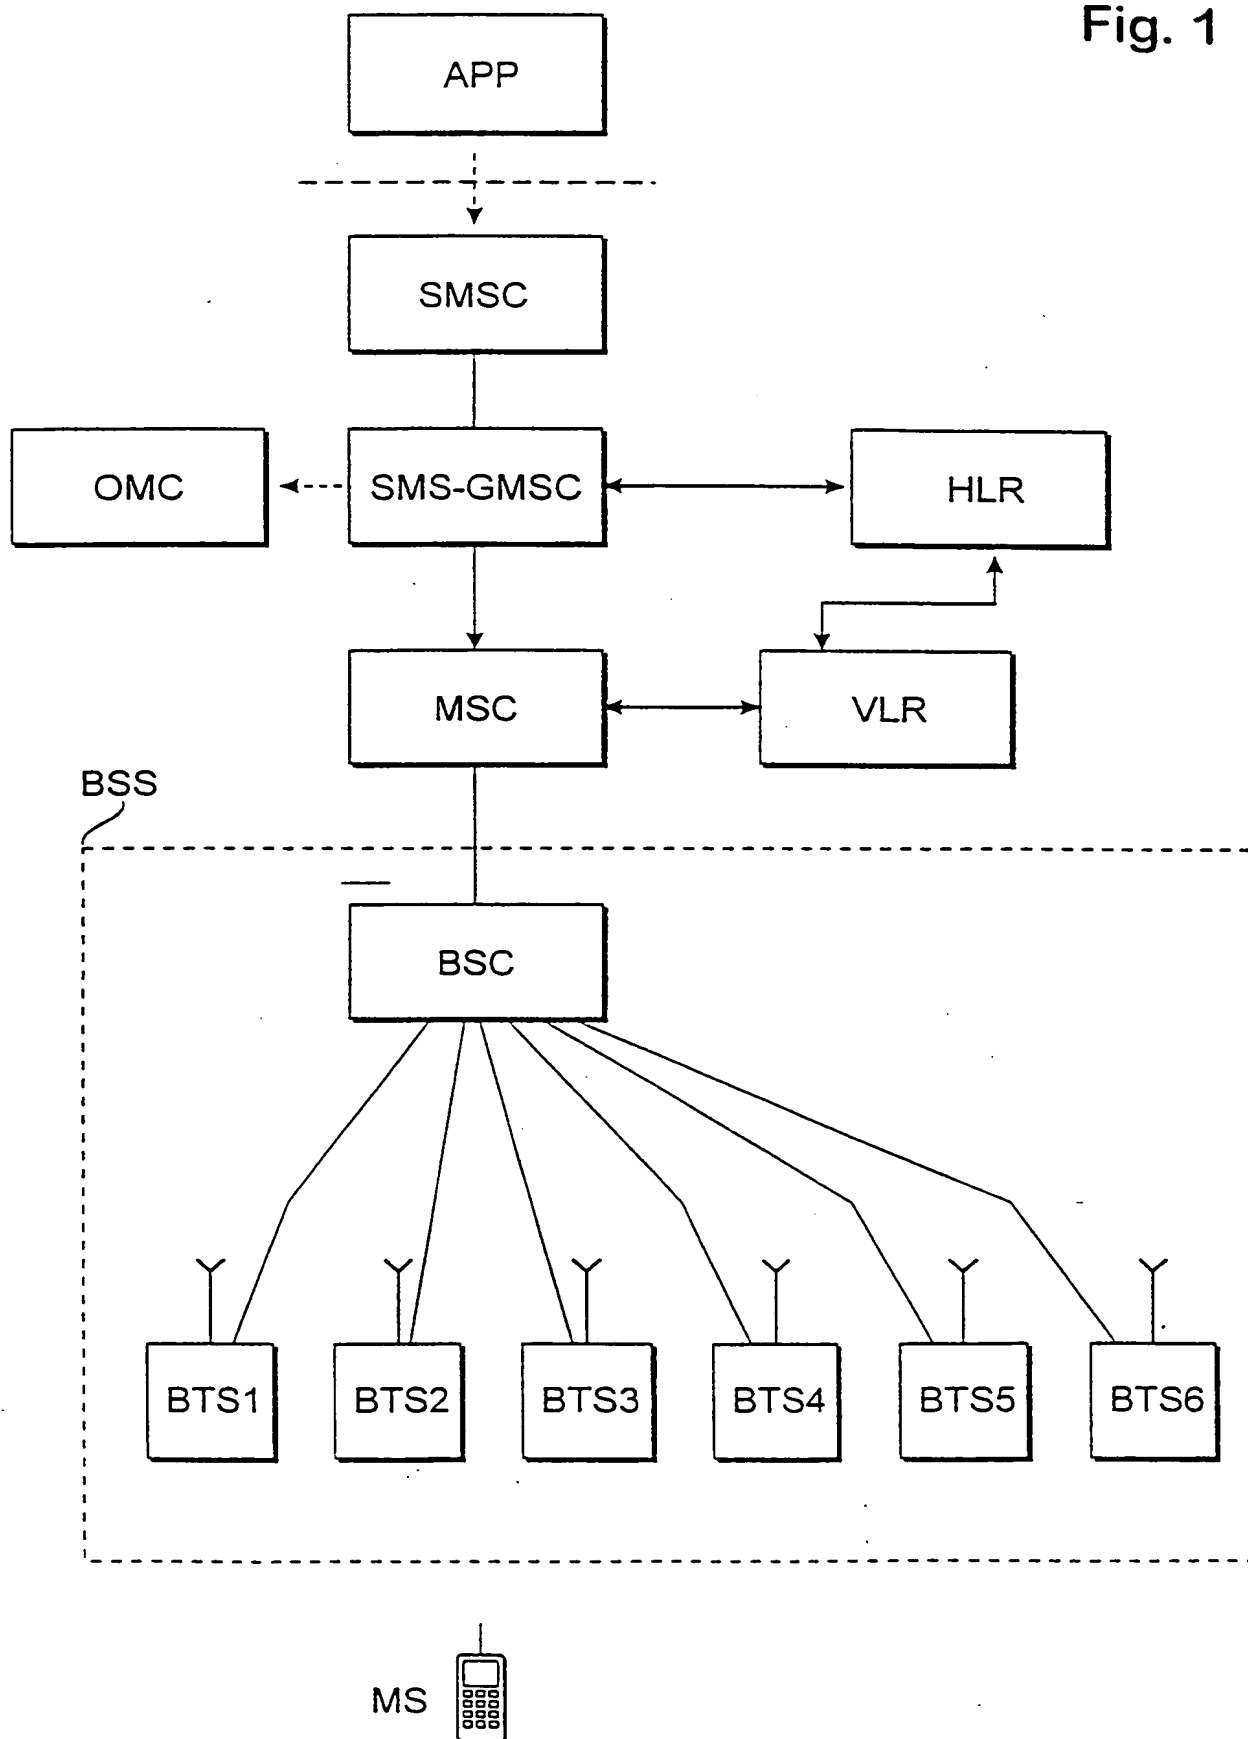 Fig. 1
APP
SMSC
OMC
SMS-GMSC
HLR
MSC
VLR
BSS
BSC
BTS1
BTS2
BTS3
BTS4
BTS5
BTS6
MS